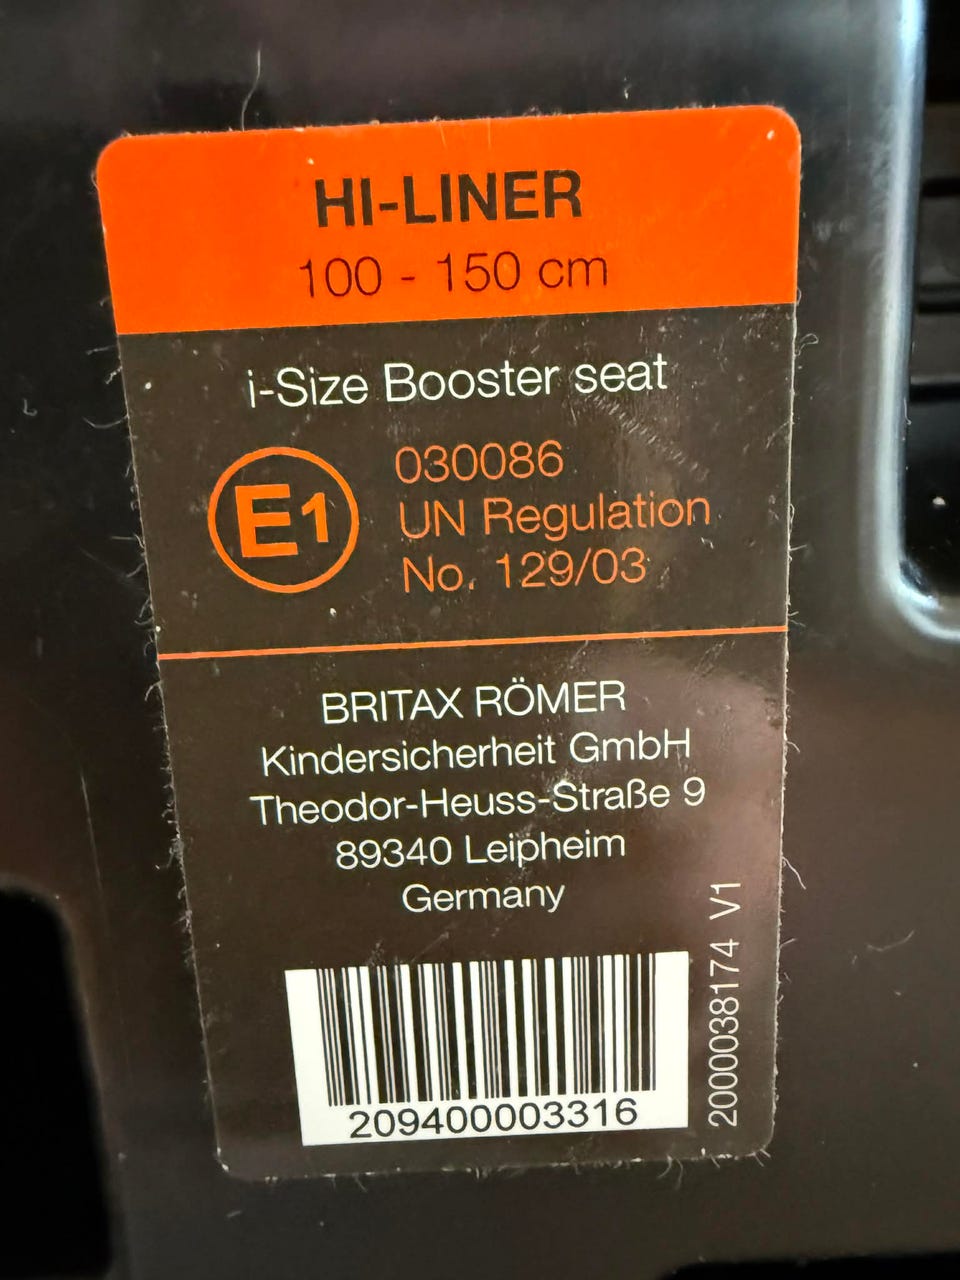 HI-LINER
100 - 150 cm
i-Size Booster seat
E1
030086
UN Regulation
No. 129/03
BRITAX RÖMER
Kindersicherheit GmbH
Theodor-Heuss-Straße 9
89340 Leipheim
Germany
209400003316
2000038174 V1